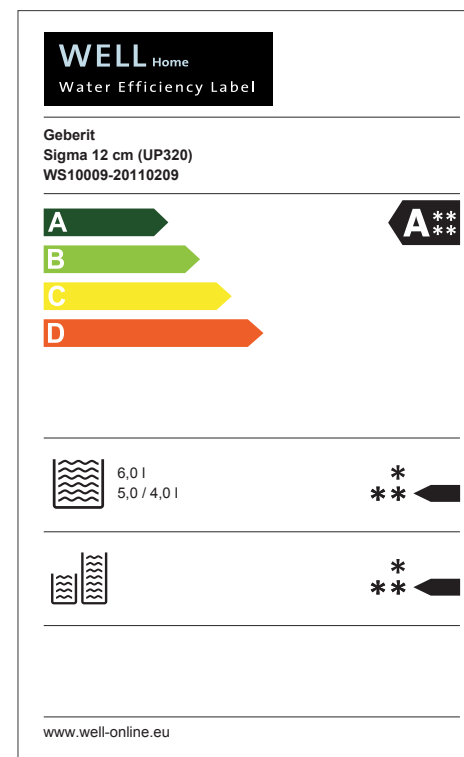 WELL Home
Water Efficiency Label
Geberit
Sigma 12 cm (UP320)
WS10009-20110209
A
A****
B
C
D
6,0 l
5,0 / 4,0 l
*
**
*
**
www.well-online.eu